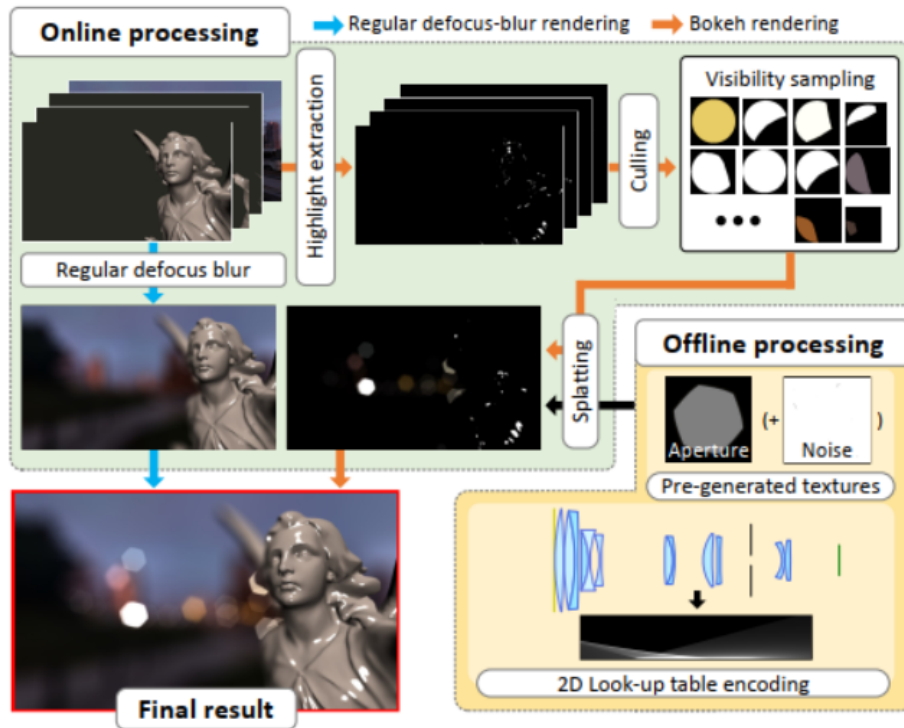 Online processing
Regular defocus-blur rendering
Bokeh rendering
Highlight extraction
Culling
Visibility sampling
Regular defocus blur
Splatting
Offline processing
Aperture
(+
Noise
)
Pre-generated textures
2D Look-up table encoding
Final result